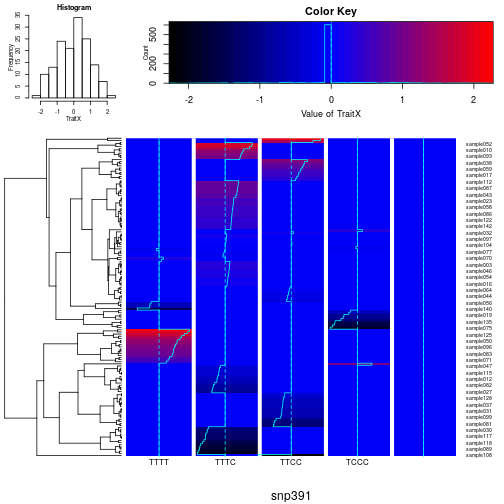 Histogram
Frequency
0 5 10 15 20 25 30 35
-2 -1 0 1 2
TraitX
Color Key
Count
0 200 500
-2 -1 0 1 2
Value of TraitX
sample052
sample010
sample093
sample038
sample059
sample017
sample112
sample087
sample043
sample023
sample058
sample086
sample122
sample142
sample032
sample097
sample104
sample077
sample070
sample003
sample046
sample054
sample016
sample064
sample044
sample056
sample140
sample019
sample135
sample075
sample125
sample050
sample096
sample083
sample071
sample047
sample115
sample012
sample082
sample027
sample128
sample037
sample031
sample099
sample081
sample030
sample117
sample118
sample089
sample108
TTTT TTTC TTCC TCCC
snp391